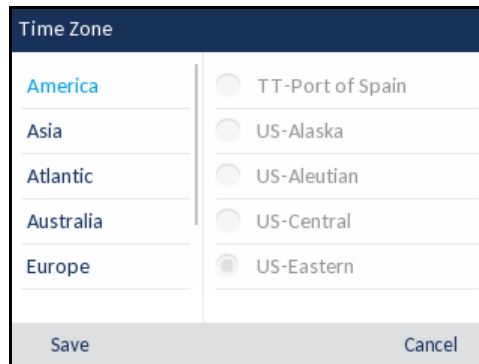 Time Zone
America
Asia
Atlantic
Australia
Europe
TT-Port of Spain
US-Alaska
US-Aleutian
US-Central
US-Eastern
Save
Cancel